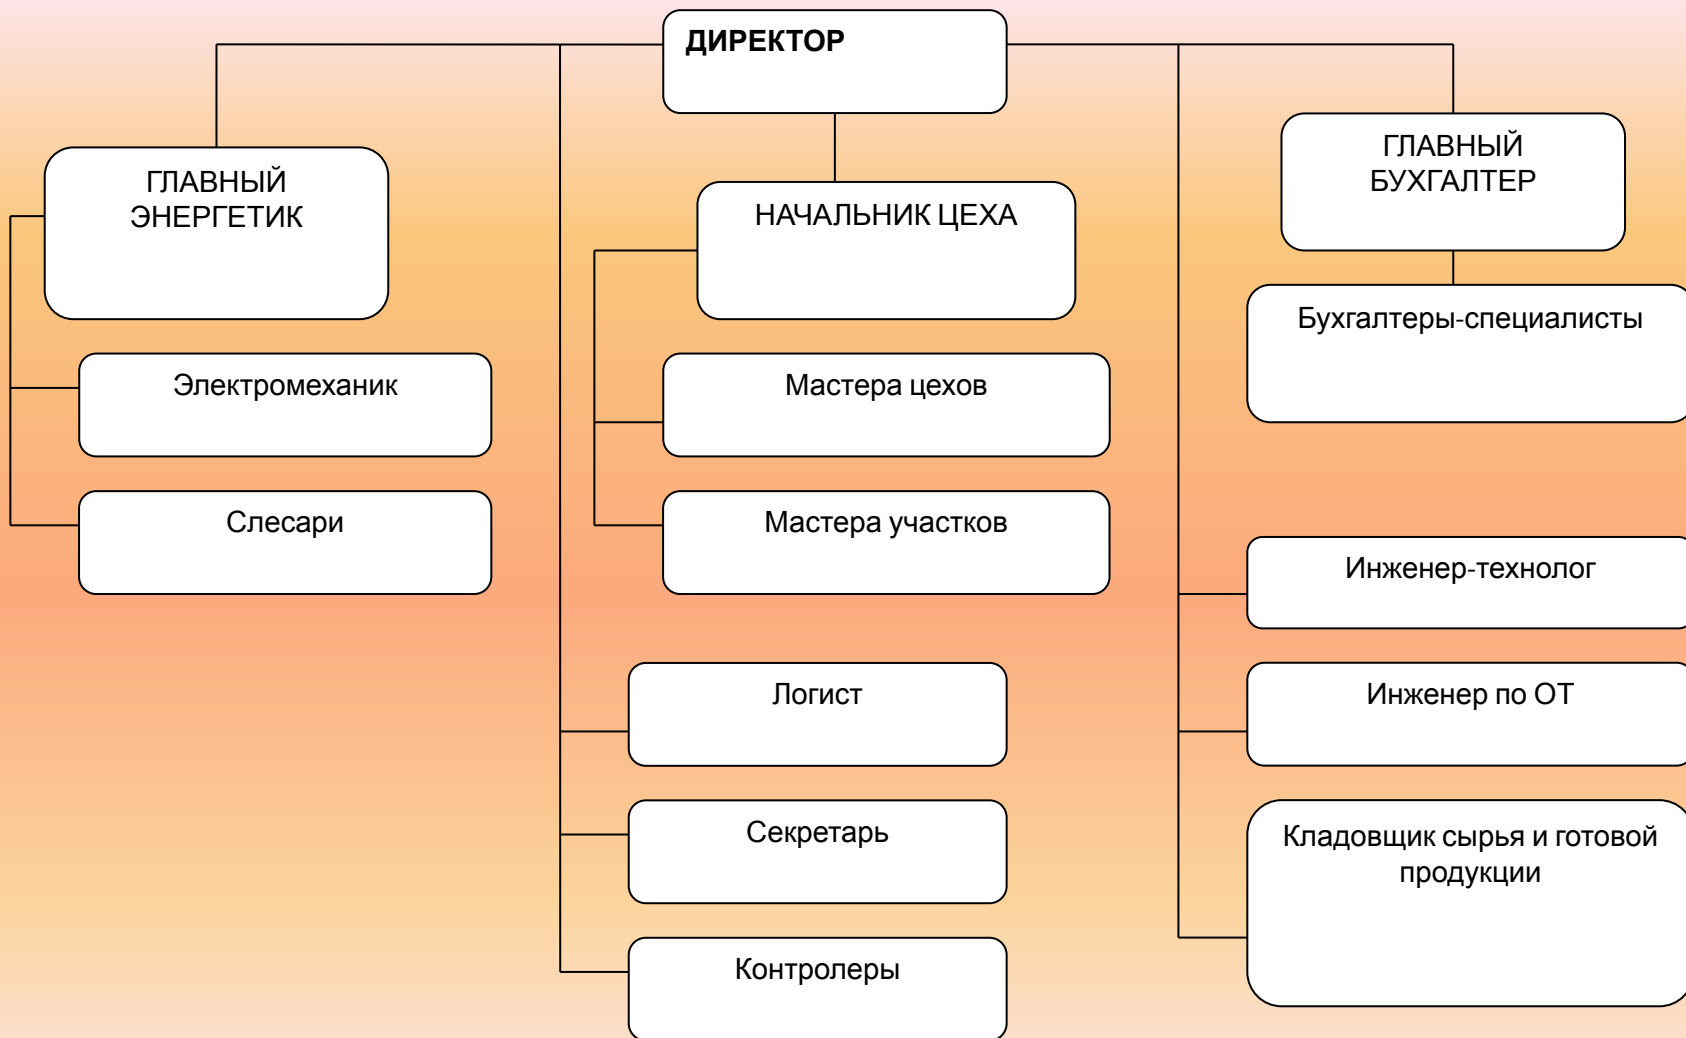 ДИРЕКТОР
ГЛАВНЫЙ
ЭНЕРГЕТИК
Электромеханик
Слесари
НАЧАЛЬНИК ЦЕХА
Мастера цехов
Мастера участков
Логист
Секретарь
Контролеры
ГЛАВНЫЙ
БУХГАЛТЕР
Бухгалтеры-специалисты
Инженер-технолог
Инженер по ОТ
Кладовщик сырья и готовой
продукции